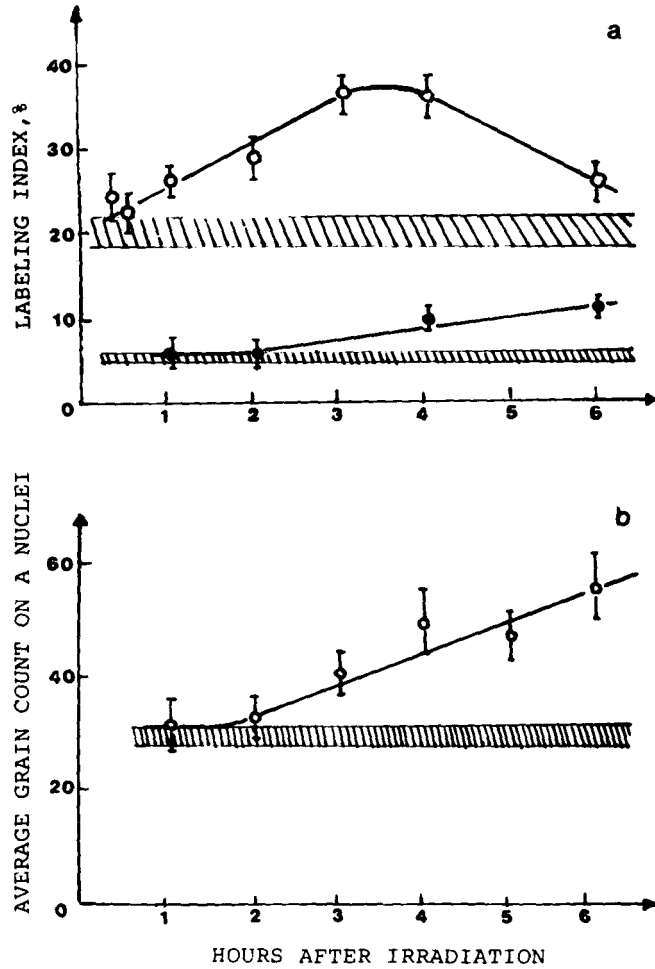 a
LABELING INDEX,%
40
30
20
10
0
1 2 3 4 5 6
b
AVERAGE GRAIN COUNT ON A NUCLEI
60
40
20
0
1 2 3 4 5 6
HOURS AFTER IRRADIATION